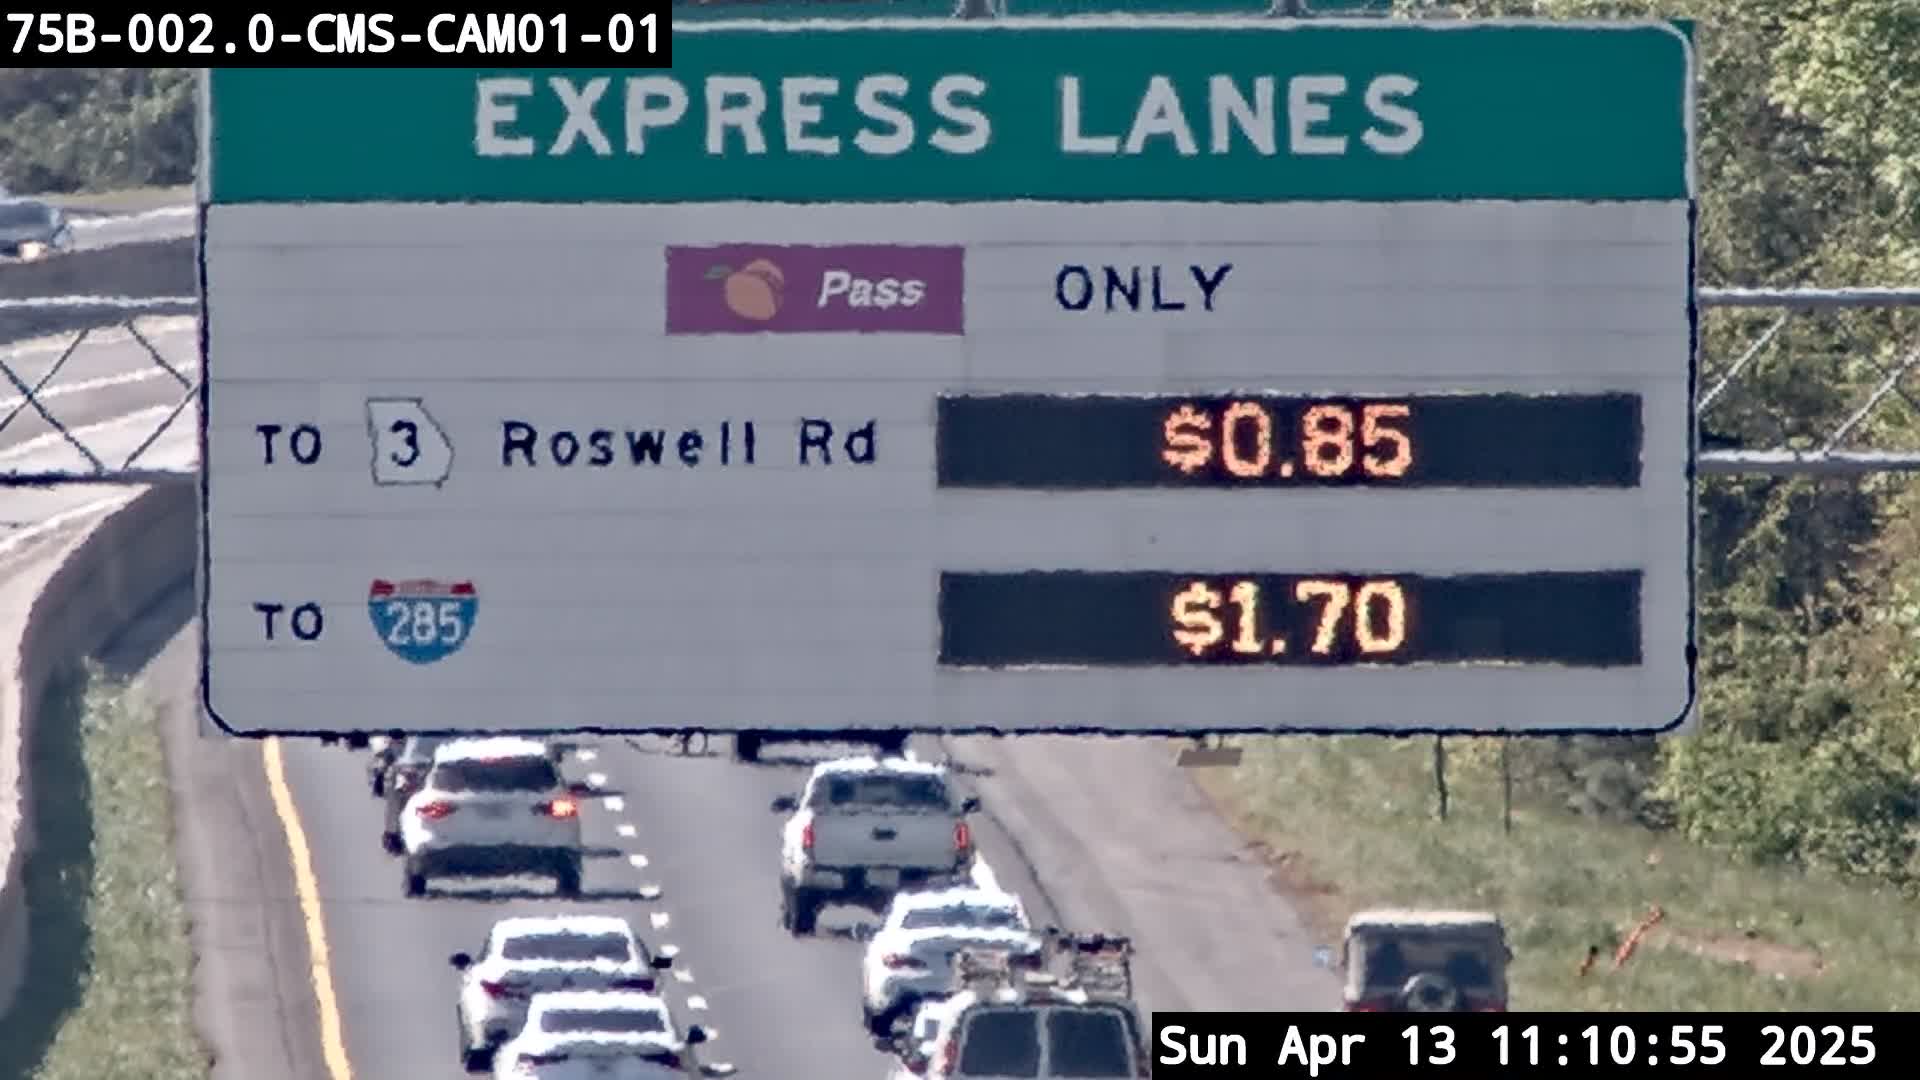 75B-002.0-CMS-CAM01-01
EXPRESS LANES
Pass ONLY
TO 3 Roswell Rd $0.85
TO 285 $1.70
Sun Apr 13 11:10:55 2025